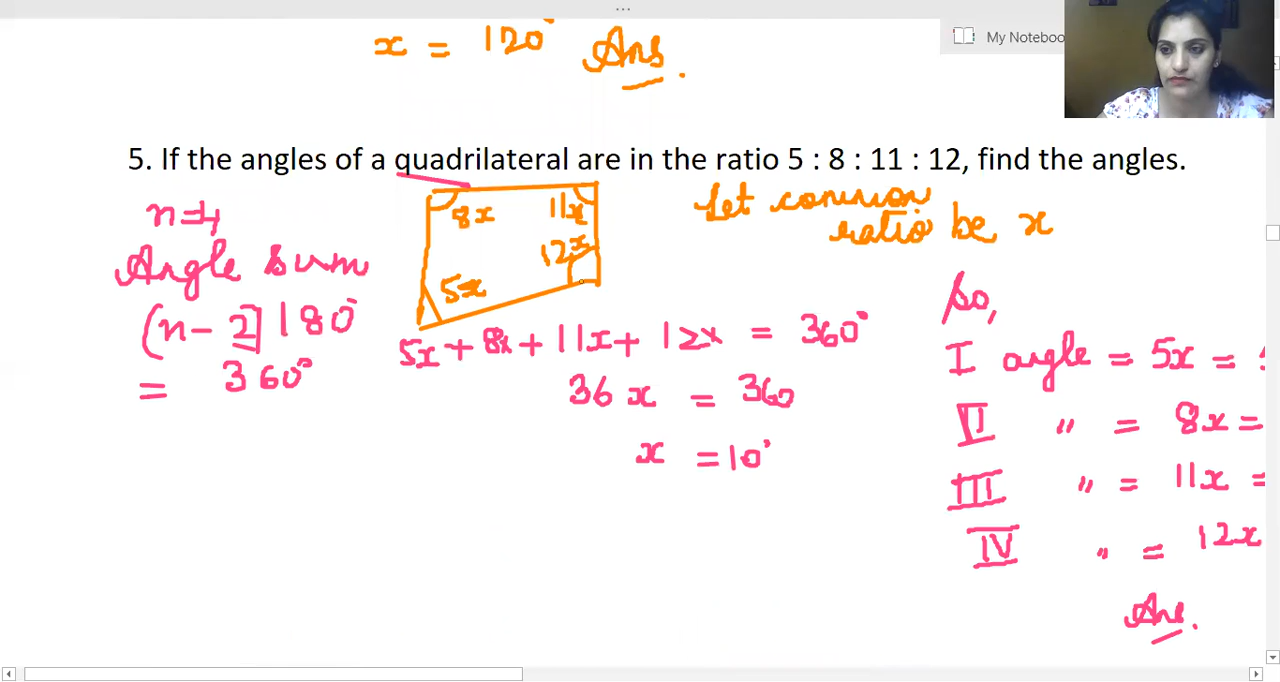 x = 120° Ans.
My Noteboo
5. If the angles of a quadrilateral are in the ratio 5 : 8 : 11 : 12, find the angles.
n=4
Angle sum
(n-2)180°
= 360°
8x 11x
12x
5x
Let common
ratio be x
5x + 8x + 11x + 12x = 360°
36x = 360
x = 10°
So,
I angle = 5x =
II " = 8x =
III " = 11x =
IV " = 12x
Ans.